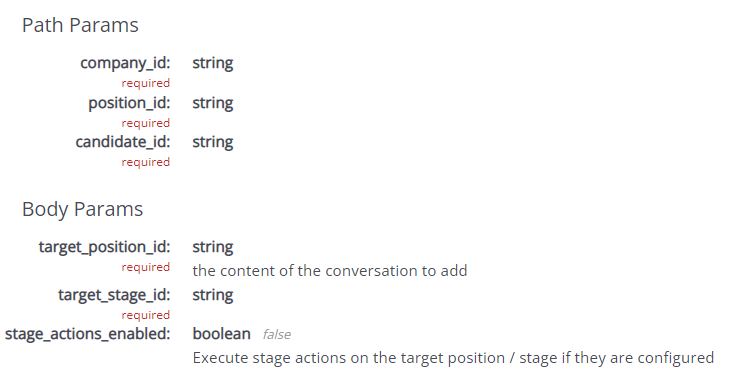 Path Params
company_id: string
required
position_id: string
required
candidate_id: string
required
Body Params
target_position_id: string
required the content of the conversation to add
target_stage_id: string
required
stage_actions_enabled: boolean false
Execute stage actions on the target position / stage if they are configured